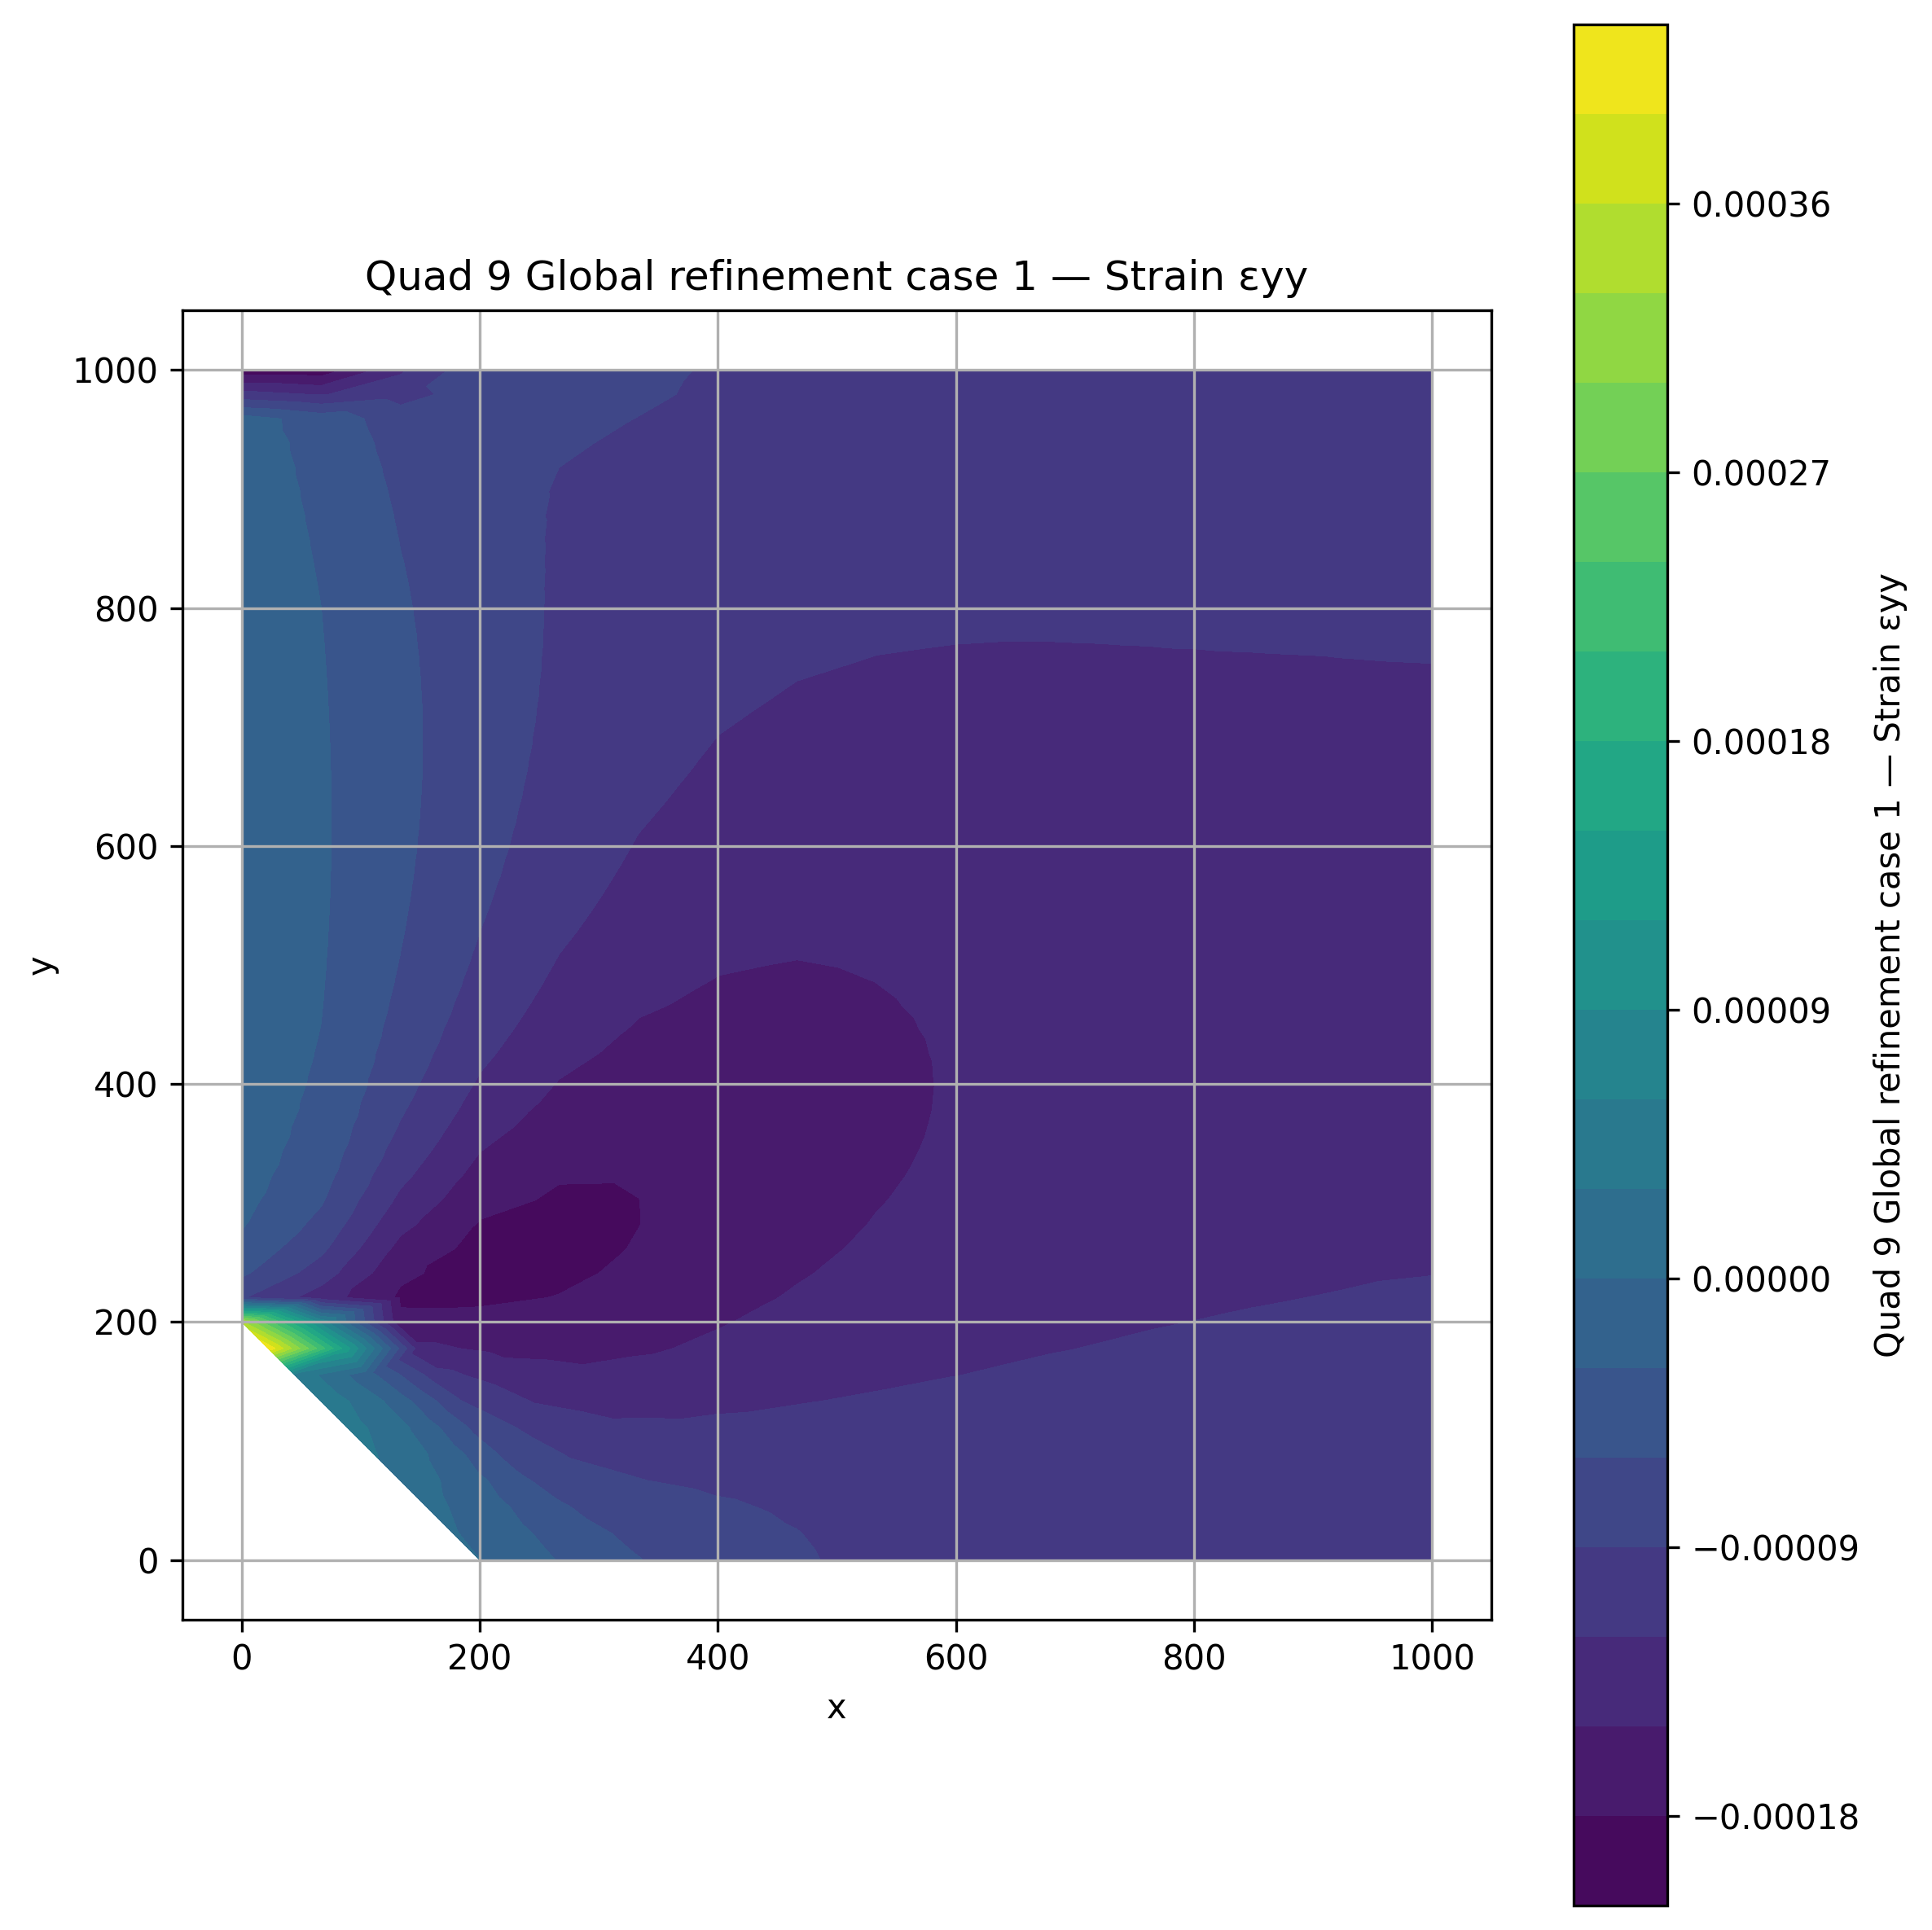 Quad 9 Global refinement case 1 — Strain εyy
1000
800
600
400
200
0
y
0 200 400 600 800 1000
x
0.00036
0.00027
0.00018
0.00009
0.00000
−0.00009
−0.00018
Quad 9 Global refinement case 1 — Strain εyy